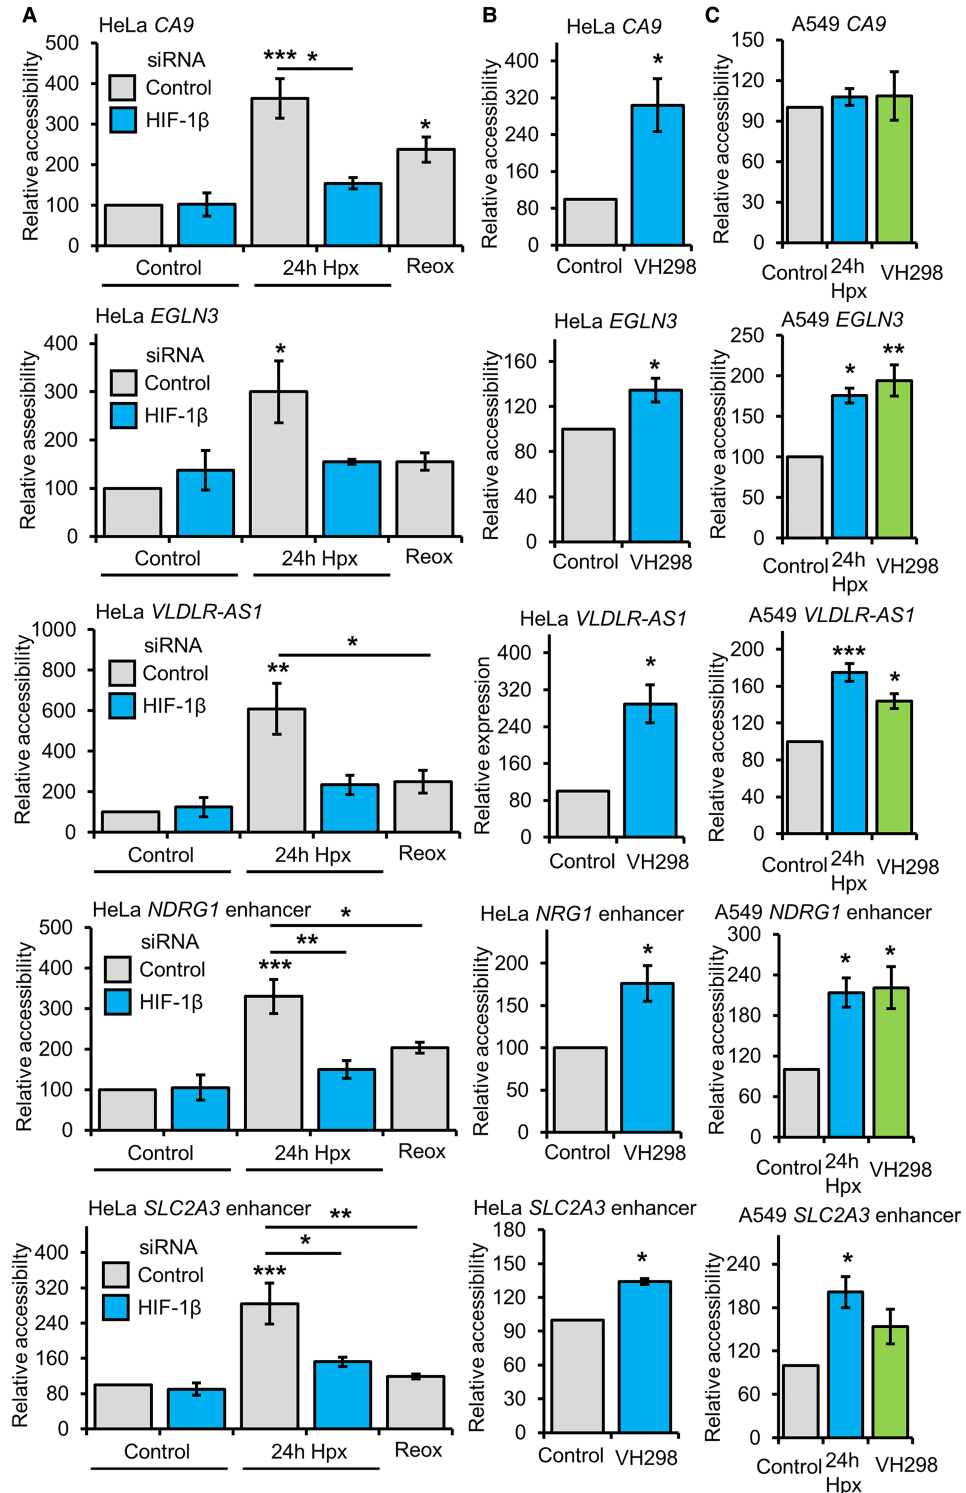 A
HeLa CA9
Relative accessibility
500
400
300
200
100
0
siRNA
Control
HIF-1β
*** *
*
Control
24h Hpx
Reox
B
HeLa CA9
Relative accessibility
400
320
240
160
80
0
*
Control
VH298
C
A549 CA9
Relative accessibility
150
120
90
60
30
0
Control
24h
Hpx
VH298
HeLa EGLN3
Relative assesibility
400
300
200
100
0
siRNA
Control
HIF-1β
*
Control
24h Hpx
Reox
HeLa EGLN3
Relative accessibility
160
120
80
40
0
*
Control
VH298
A549 EGLN3
Relative accessibility
250
200
150
100
50
0
*
**
Control
24h
Hpx
VH298
HeLa VLDLR-AS1
Relative accessibility
1000
800
600
400
200
0
siRNA
Control
HIF-1β
**
*
Control
24h Hpx
Reox
HeLa VLDLR-AS1
Relative expression
400
320
240
160
80
0
*
Control
VH298
A549 VLDLR-AS1
Relative accessibility
200
160
120
80
40
0
***
*
Control
24h
Hpx
VH298
HeLa NDRG1 enhancer
Relative accessibility
500
400
300
200
100
0
siRNA
Control
HIF-1β
*
**
***
Control
24h Hpx
Reox
HeLa NRG1 enhancer
Relative accessibility
200
150
100
50
0
*
Control
VH298
A549 NDRG1 enhancer
Relative accessibility
300
240
180
120
60
0
*
*
Control
24h
Hpx
VH298
HeLa SLC2A3 enhancer
Relative accessibility
400
320
240
160
80
0
siRNA
Control
HIF-1β
**
*
***
Control
24h Hpx
Reox
HeLa SLC2A3 enhancer
Relative accessibility
180
150
120
90
60
30
0
*
Control
VH298
A549 SLC2A3 enhancer
Relative accessibility
240
180
120
60
0
*
Control
24h
Hpx
VH298